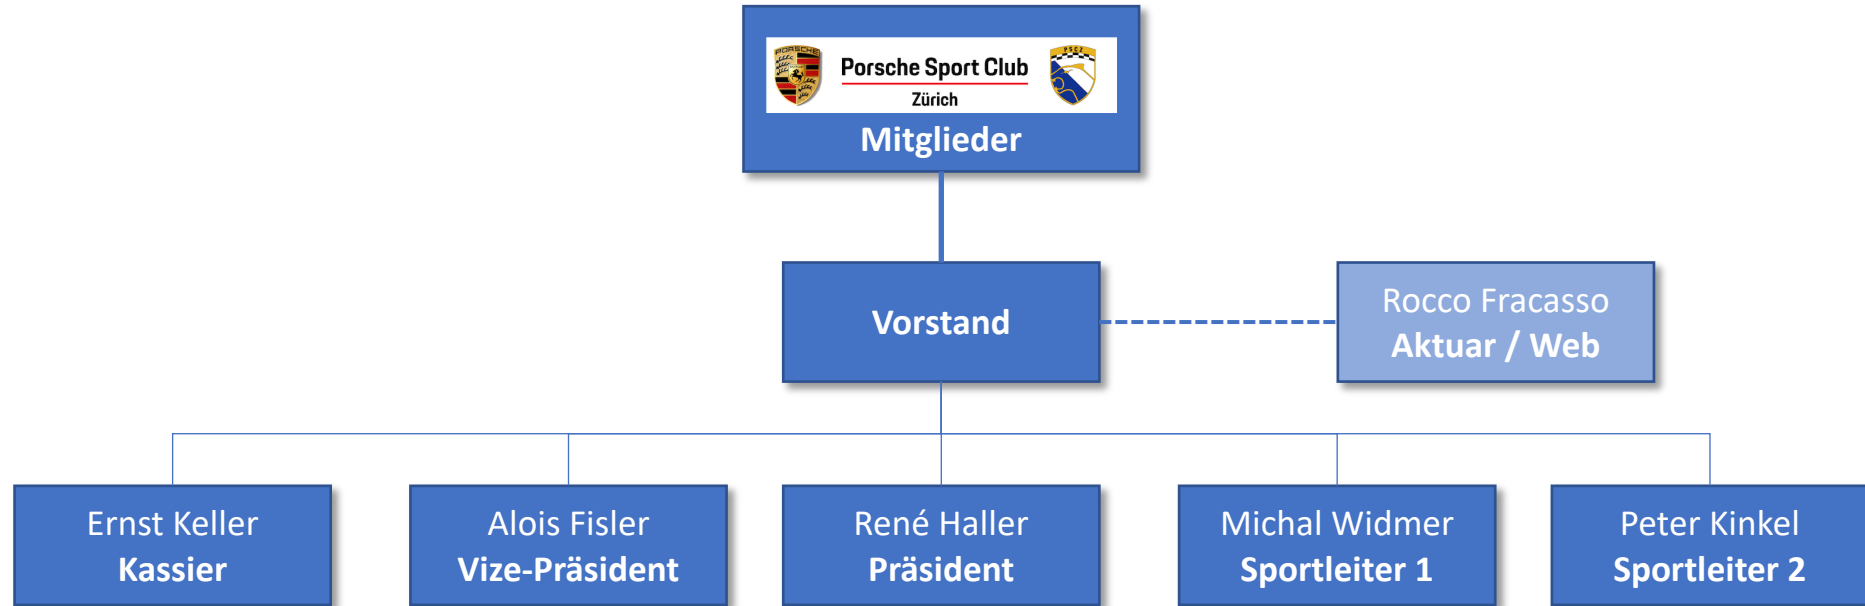 PORSCHE
Porsche Sport Club
Zürich
PSCZ
Mitglieder
Vorstand
Rocco Fracasso
Aktuar / Web
Ernst Keller
Kassier
Alois Fisler
Vize-Präsident
René Haller
Präsident
Michal Widmer
Sportleiter 1
Peter Kinkel
Sportleiter 2